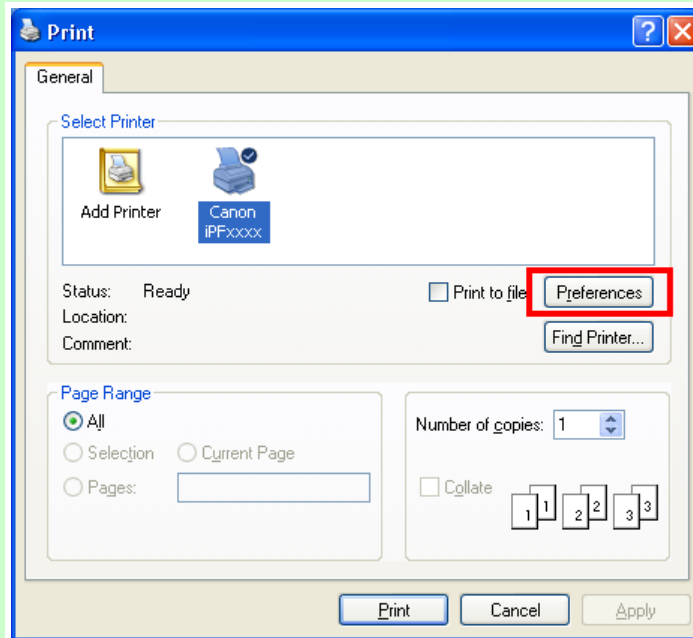 Print
General
Select Printer
Add Printer
Canon
iPFxxxx
Status: Ready
Print to file
Preferences
Location:
Comment:
Find Printer...
Page Range
All
Selection
Current Page
Pages:
Number of copies: 1
Collate
1 1 2 2 3 3
Print Cancel Apply